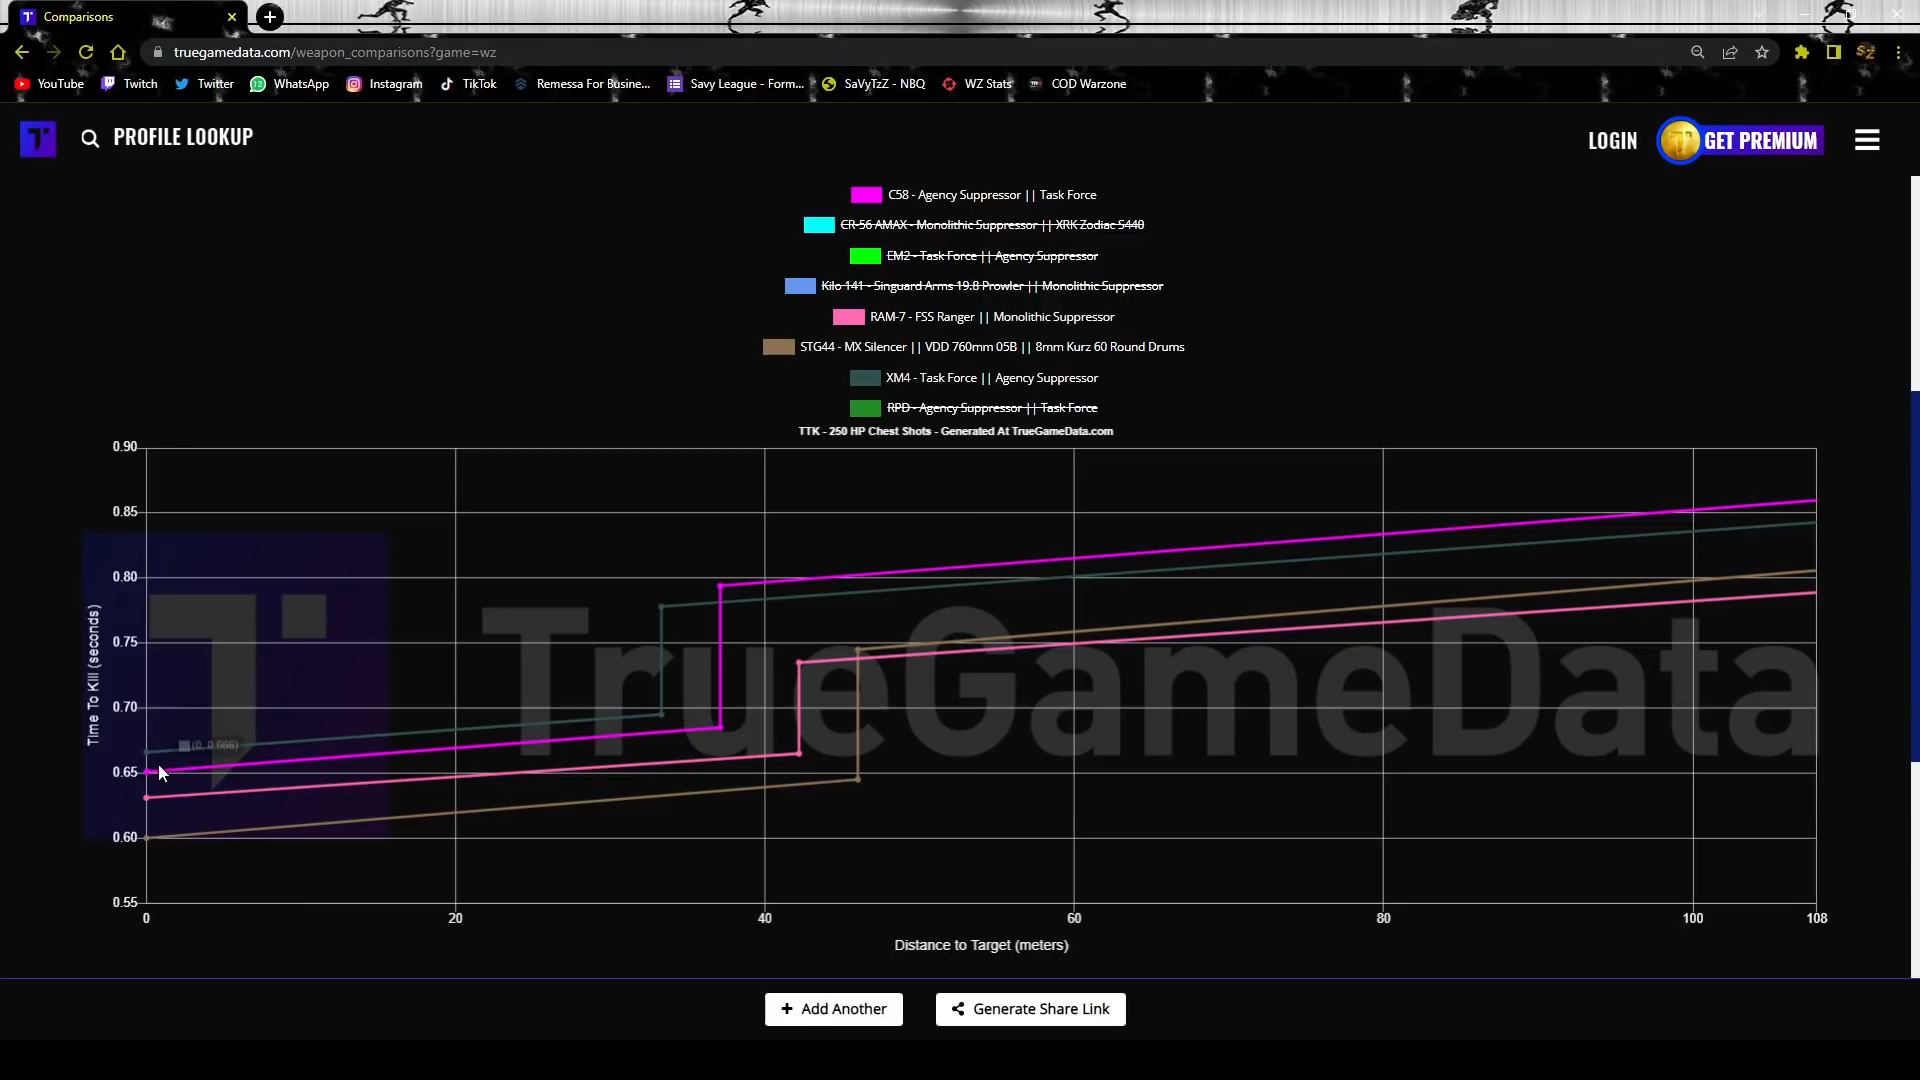 Comparisons
truegamedata.com/weapon_comparisons?game=wz
YouTube Twitch Twitter WhatsApp Instagram TikTok Remessa For Busine... Savy League - Form... SaVyTzZ - NBQ WZ Stats COD Warzone
PROFILE LOOKUP
LOGIN GET PREMIUM
C58 - Agency Suppressor || Task Force
CR-56 AMAX - Monolithic Suppressor || XRK Zodiac S440
EM2 - Task Force || Agency Suppressor
Kilo 141 - Singuard Arms 19.8 Prowler || Monolithic Suppressor
RAM-7 - FSS Ranger || Monolithic Suppressor
STG44 - MX Silencer || VDD 760mm 05B || 8mm Kurz 60 Round Drums
XM4 - Task Force || Agency Suppressor
RPD - Agency Suppressor || Task Force
TTK - 250 HP Chest Shots - Generated At TrueGameData.com
0.90
0.85
0.80
0.75
0.70
0.65
0.60
0.55
Time To Kill (seconds)
(0, 0.666)
TrueGameData
0 20 40 60 80 100 108
Distance to Target (meters)
+ Add Another
Generate Share Link